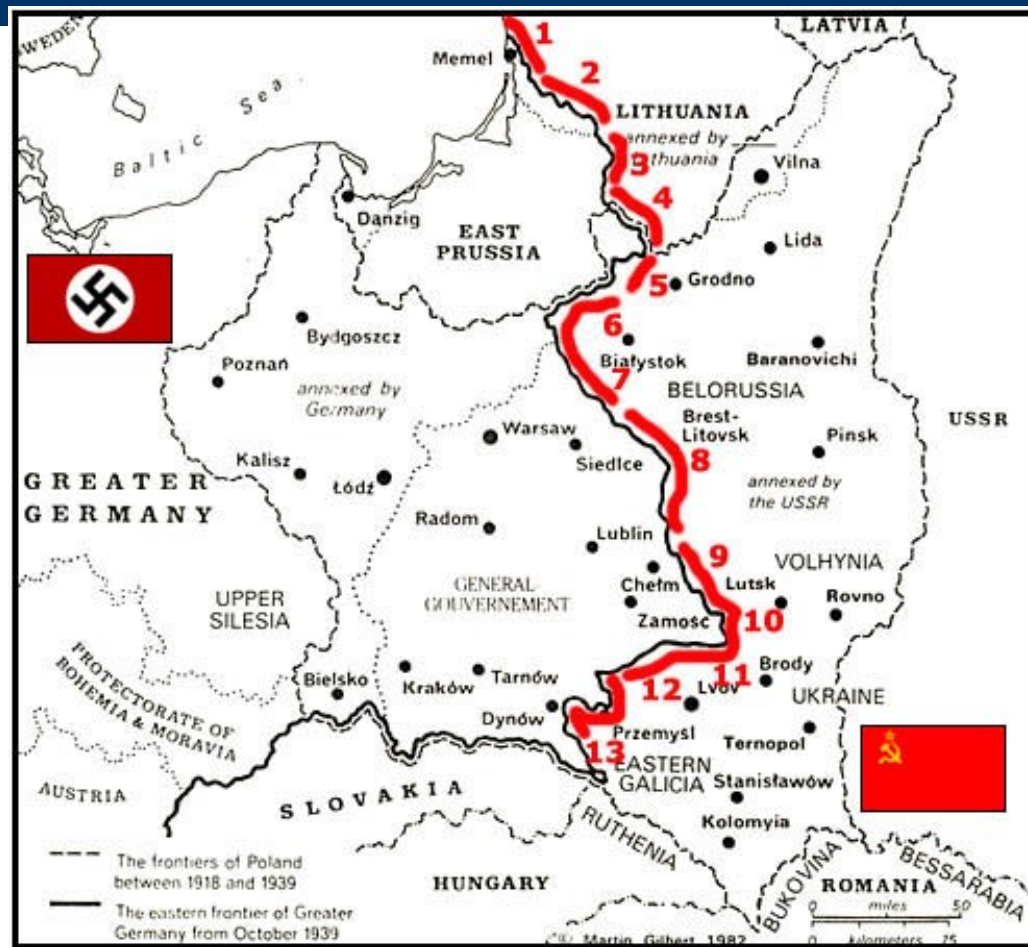 SWEDEN
LATVIA
1
Memel
2
Baltic Sea
LITHUANIA
annexed by
Lithuania
3
Vilna
4
Danzig
EAST
PRUSSIA
Lida
5
Grodno
6
Bydgoszcz
Białystok
Baranovichi
Poznań
7
annexed by
Germany
BELORUSSIA
Brest-
Litovsk
USSR
Warsaw
Pinsk
Siedlce
8
Kalisz
GREATER
GERMANY
Łódź
annexed by
the USSR
Radom
Lublin
9
VOLHYNIA
Chełm
Lutsk
GENERAL
GOUVERNEMENT
Rovno
UPPER
SILESIA
Zamość
10
PROTECTORATE OF
BOHEMIA & MORAVIA
Bielsko
Kraków
Tarnów
11
Brody
12
Lvov
UKRAINE
Dynów
Przemyśl
13
Ternopol
EASTERN
GALICIA
AUSTRIA
SLOVAKIA
Stanisławów
Kolomyia
RUTHENIA
The frontiers of Poland
between 1918 and 1939
HUNGARY
BUKOVINA
BESSARABIA
ROMANIA
The eastern frontier of Greater
Germany from October 1939
0 miles 50
0 kilometers 75
© Martin Gilbert 1982